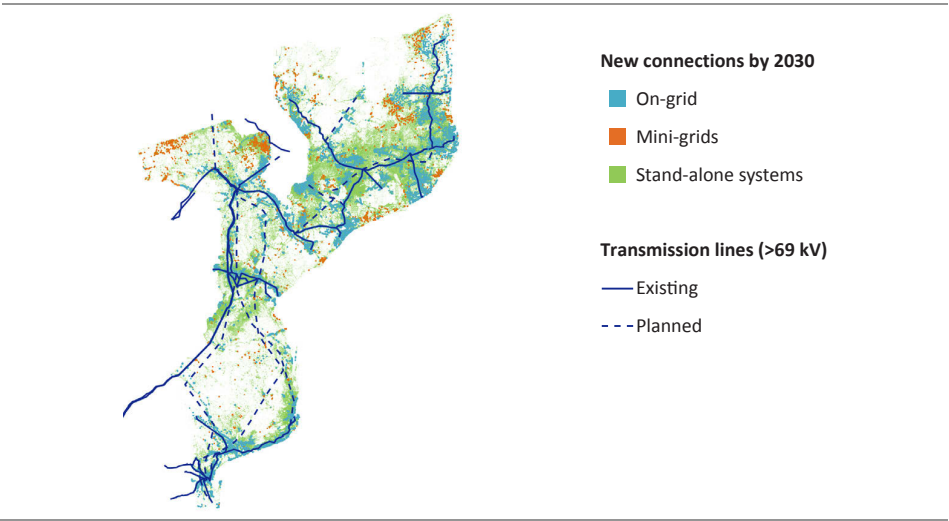 New connections by 2030
On-grid
Mini-grids
Stand-alone systems
Transmission lines (>69 kV)
Existing
Planned